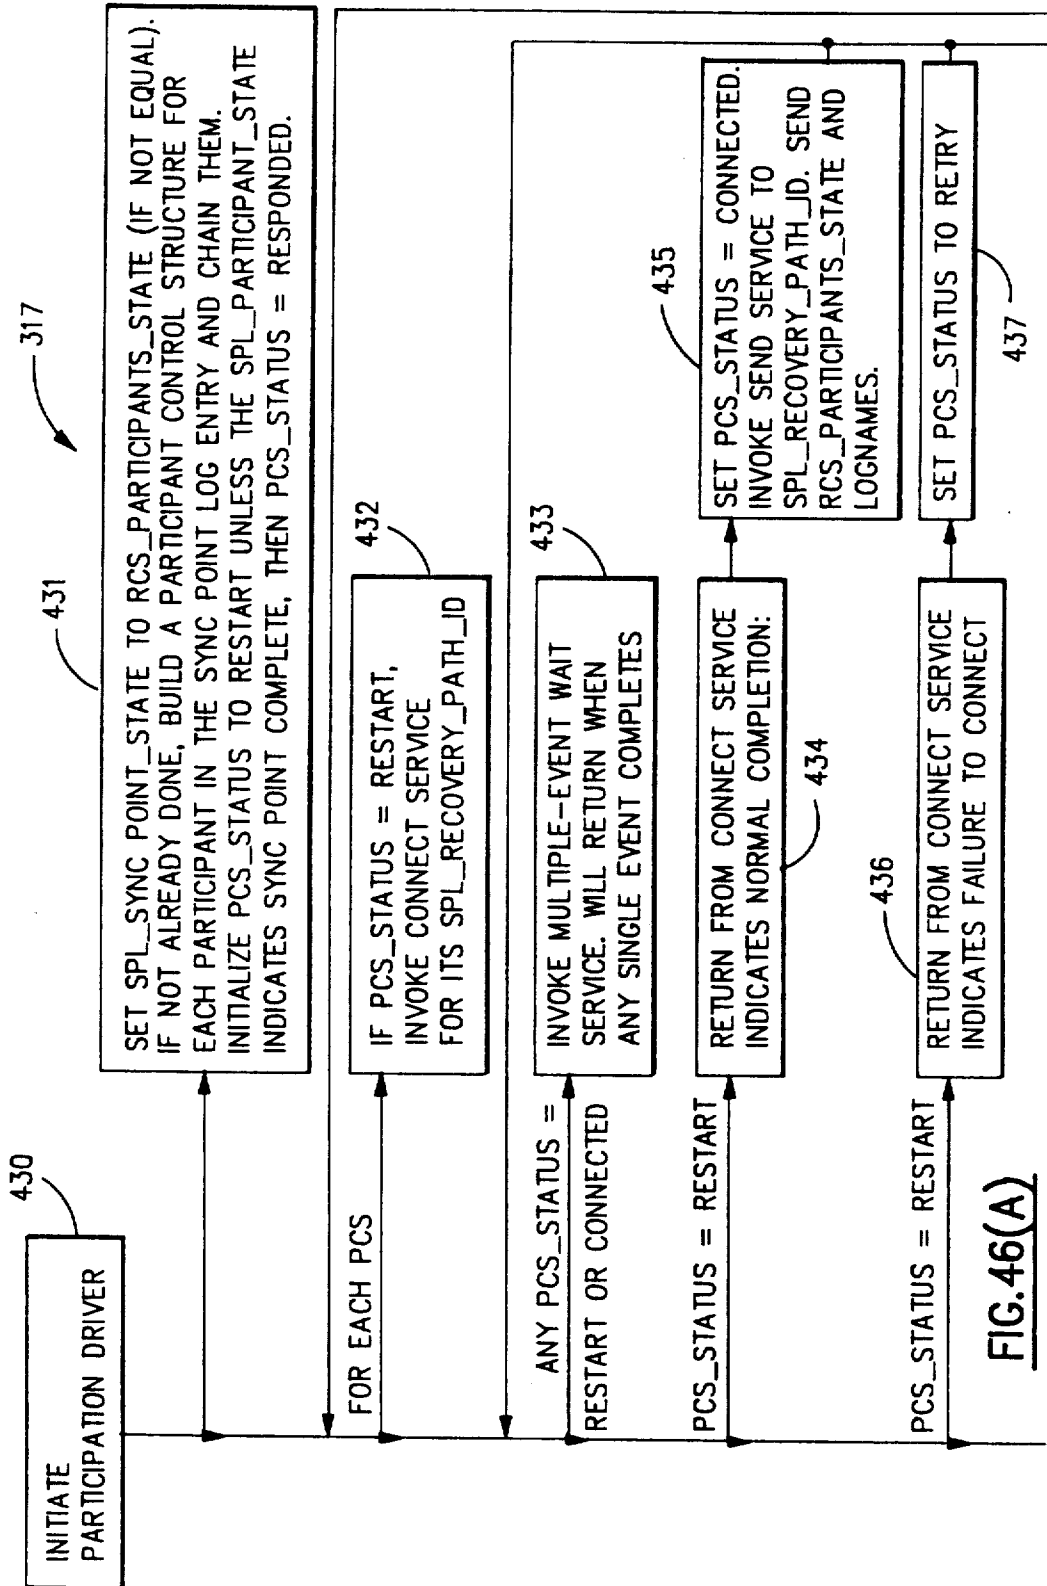 317
430
INITIATE
PARTICIPATION DRIVER
431
SET SPL_SYNC POINT_STATE TO RCS_PARTICIPANTS_STATE (IF NOT EQUAL).
IF NOT ALREADY DONE, BUILD A PARTICIPANT CONTROL STRUCTURE FOR
EACH PARTICIPANT IN THE SYNC POINT LOG ENTRY AND CHAIN THEM.
INITIALIZE PCS_STATUS TO RESTART UNLESS THE SPL_PARTICIPANT_STATE
INDICATES SYNC POINT COMPLETE, THEN PCS_STATUS = RESPONDED.
FOR EACH PCS
432
IF PCS_STATUS = RESTART,
INVOKE CONNECT SERVICE
FOR ITS SPL_RECOVERY_PATH_ID
ANY PCS_STATUS =
RESTART OR CONNECTED
433
INVOKE MULTIPLE-EVENT WAIT
SERVICE. WILL RETURN WHEN
ANY SINGLE EVENT COMPLETES
PCS_STATUS = RESTART
RETURN FROM CONNECT SERVICE
INDICATES NORMAL COMPLETION:
434
435
SET PCS_STATUS = CONNECTED.
INVOKE SEND SERVICE TO
SPL_RECOVERY_PATH_ID. SEND
RCS_PARTICIPANTS_STATE AND
LOGNAMES.
PCS_STATUS = RESTART
436
RETURN FROM CONNECT SERVICE
INDICATES FAILURE TO CONNECT
SET PCS_STATUS TO RETRY
437
FIG.46(A)